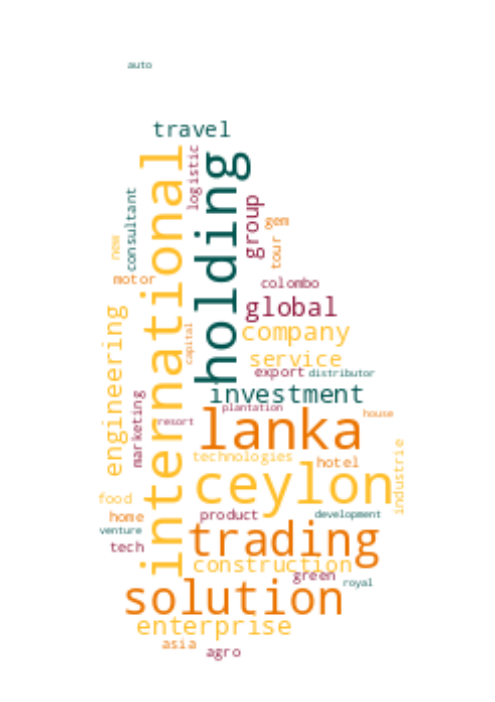 auto
travel
international
logistic
holding
consultant
group
gem
new
tour
motor
colombo
global
engineering
capital
company
service
export
distributor
investment
marketing
plantation
house
resort
lanka
technologies
hotel
industrie
ceylon
food
home
product
development
venture
trading
tech
construction
green
royal
solution
enterprise
asia
agro